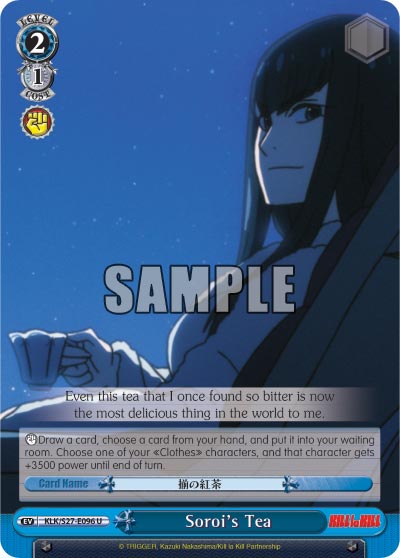 LEVEL
2
1
COST
SAMPLE
Even this tea that I once found so bitter is now
the most delicious thing in the world to me.
Draw a card, choose a card from your hand, and put it into your waiting
room. Choose one of your «Clothes» characters, and that character gets
+3500 power until end of turn.
Card Name 揃の紅茶
EV KLK/S27-E096 U Soroi's Tea KILL la KILL
© TRIGGER, Kazuki Nakashima/Kill la Kill Partnership